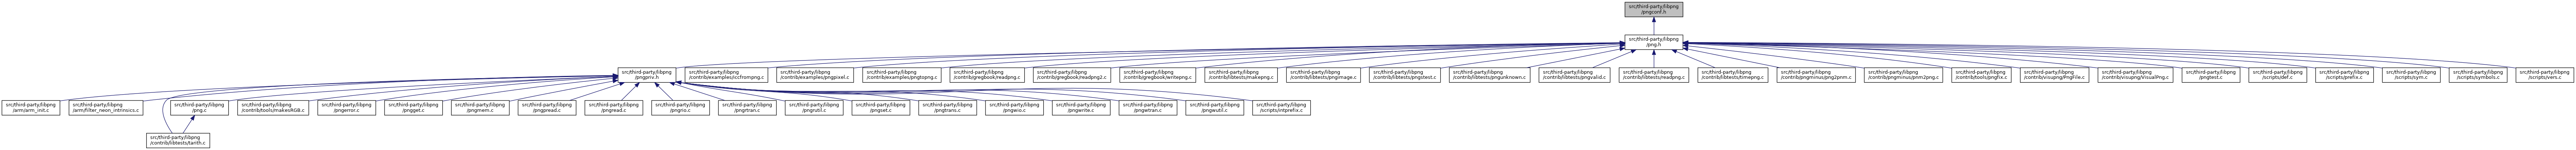 src/third-party/libpng
/pngconf.h
src/third-party/libpng
/png.h
src/third-party/libpng
/pngpriv.h
src/third-party/libpng
/contrib/examples/iccfrompng.c
src/third-party/libpng
/contrib/examples/pngpixel.c
src/third-party/libpng
/contrib/examples/pngtopng.c
src/third-party/libpng
/contrib/gregbook/readpng.c
src/third-party/libpng
/contrib/gregbook/readpng2.c
src/third-party/libpng
/contrib/gregbook/writepng.c
src/third-party/libpng
/contrib/libtests/makepng.c
src/third-party/libpng
/contrib/libtests/pngimage.c
src/third-party/libpng
/contrib/libtests/pngstest.c
src/third-party/libpng
/contrib/libtests/pngunknown.c
src/third-party/libpng
/contrib/libtests/pngvalid.c
src/third-party/libpng
/contrib/libtests/readpng.c
src/third-party/libpng
/contrib/libtests/timepng.c
src/third-party/libpng
/contrib/pngminus/png2pnm.c
src/third-party/libpng
/contrib/pngminus/pnm2png.c
src/third-party/libpng
/contrib/tools/pngfix.c
src/third-party/libpng
/contrib/visupng/PngFile.c
src/third-party/libpng
/contrib/visupng/VisualPng.c
src/third-party/libpng
/pngtest.c
src/third-party/libpng
/scripts/def.c
src/third-party/libpng
/scripts/prefix.c
src/third-party/libpng
/scripts/sym.c
src/third-party/libpng
/scripts/symbols.c
src/third-party/libpng
/scripts/vers.c
src/third-party/libpng
/arm/arm_init.c
src/third-party/libpng
/arm/filter_neon_intrinsics.c
src/third-party/libpng
/png.c
src/third-party/libpng
/contrib/tools/makesRGB.c
src/third-party/libpng
/pngerror.c
src/third-party/libpng
/pngget.c
src/third-party/libpng
/pngmem.c
src/third-party/libpng
/pngpread.c
src/third-party/libpng
/pngread.c
src/third-party/libpng
/pngrio.c
src/third-party/libpng
/pngrtran.c
src/third-party/libpng
/pngrutil.c
src/third-party/libpng
/pngset.c
src/third-party/libpng
/pngtrans.c
src/third-party/libpng
/pngwio.c
src/third-party/libpng
/pngwrite.c
src/third-party/libpng
/pngwtran.c
src/third-party/libpng
/pngwutil.c
src/third-party/libpng
/scripts/intprefix.c
src/third-party/libpng
/contrib/libtests/tarith.c